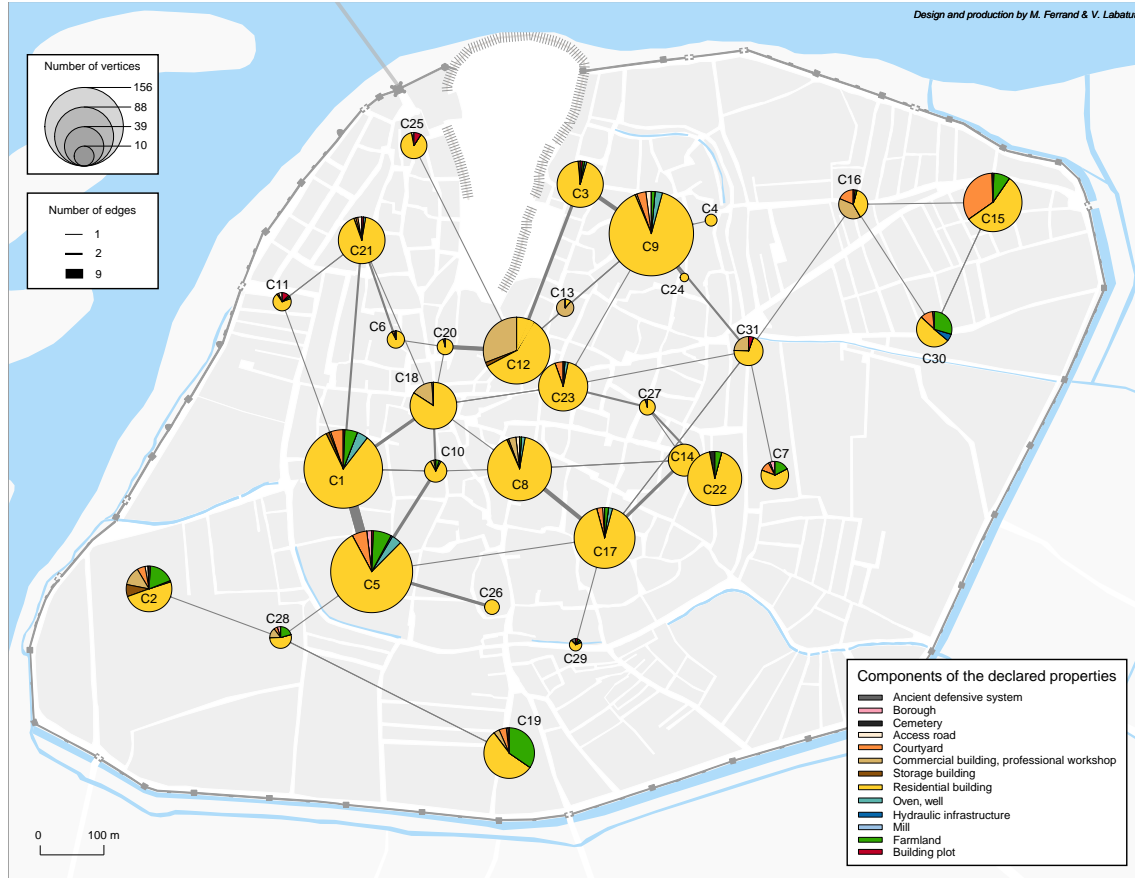 Design and production by M. Ferrand & V. Labatut
Number of vertices
156
88
39
10
Number of edges
1
2
9
C25
C3
C4
C16
C15
C9
C21
C24
C11
C13
C6
C20
C31
C30
C12
C18
C23
C27
C1
C10
C8
C14
C22
C7
C17
C5
C2
C26
C28
C29
C19
0
100 m
Components of the declared properties
Ancient defensive system
Borough
Cemetery
Access road
Courtyard
Commercial building, professional workshop
Storage building
Residential building
Oven, well
Hydraulic infrastructure
Mill
Farmland
Building plot